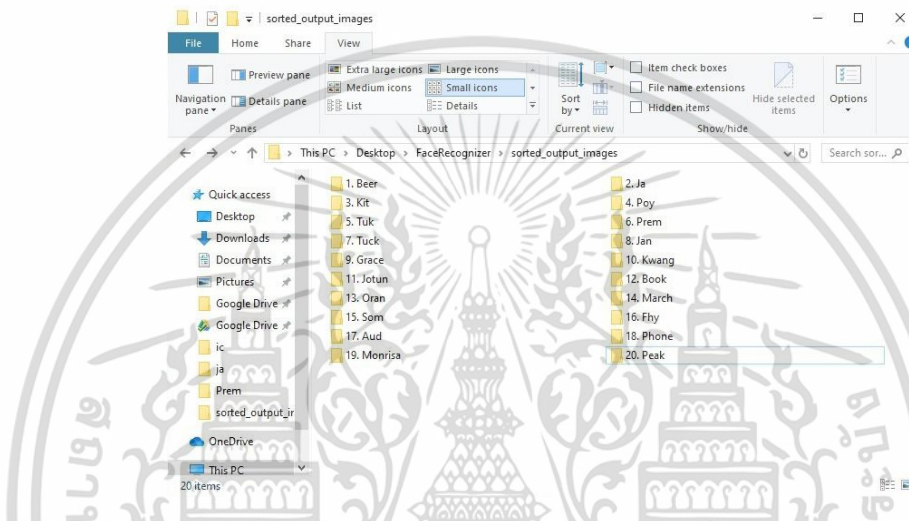 sorted_output_images
File Home Share View
Navigation pane
Preview pane
Details pane
Panes
Extra large icons Large icons
Medium icons Small icons
List Details
Layout
Sort by
Current view
Item check boxes
File name extensions
Hidden items
Hide selected items
Options
Show/hide
This PC > Desktop > FaceRecognizer > sorted_output_images
Search sor...
Quick access
Desktop
Downloads
Documents
Pictures
Google Drive
Google Drive
ic
ja
Prem
sorted_output_ir
OneDrive
This PC
1. Beer 2. Ja
3. Kit 4. Poy
5. Tuk 6. Prem
7. Tuck 8. Jan
9. Grace 10. Kwang
11. Jotun 12. Book
13. Oran 14. March
15. Som 16. Fhy
17. Aud 18. Phone
19. Monrisa 20. Peak
20 items